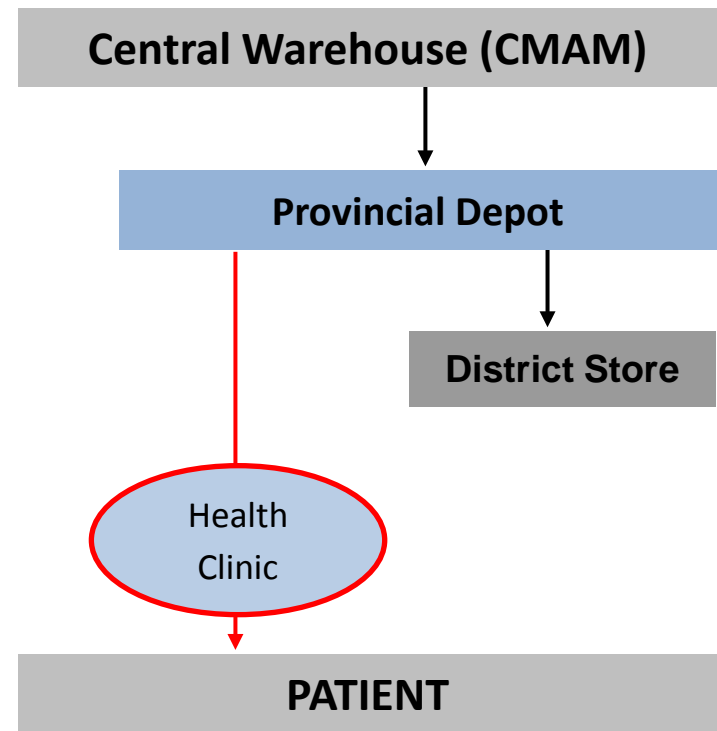 Central Warehouse (CMAM)
Provincial Depot
District Store
Health
Clinic
PATIENT